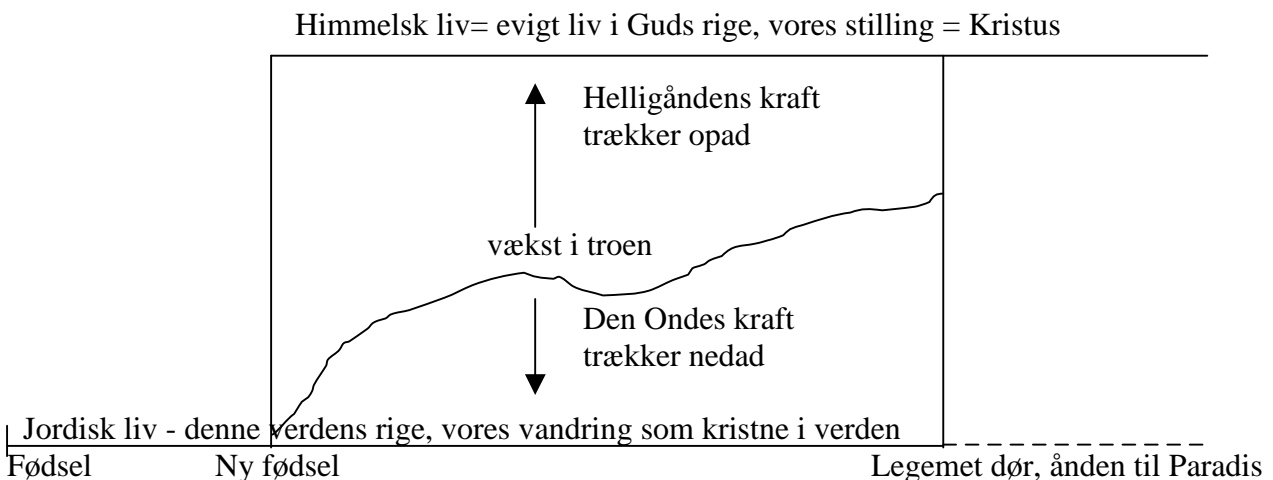 Himmelsk liv= evigt liv i Guds rige, vores stilling = Kristus
Helligåndens kraft
trækker opad
vækst i troen
Den Ondes kraft
trækker nedad
Jordisk liv - denne verdens rige, vores vandring som kristne i verden
Fødsel
Ny fødsel
Legemet dør, ånden til Paradis